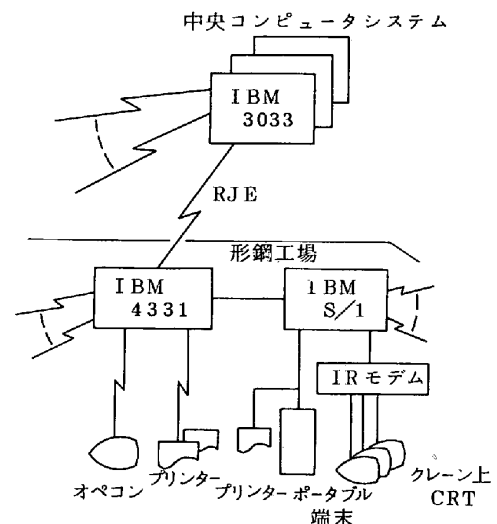 中央コンピュータシステム
IBM
3033
RJE
形鋼工場
IBM
4331
IBM
S/1
IRモデム
オペコン
プリンター
プリンター
ポータブル
端末
クレーン上
CRT